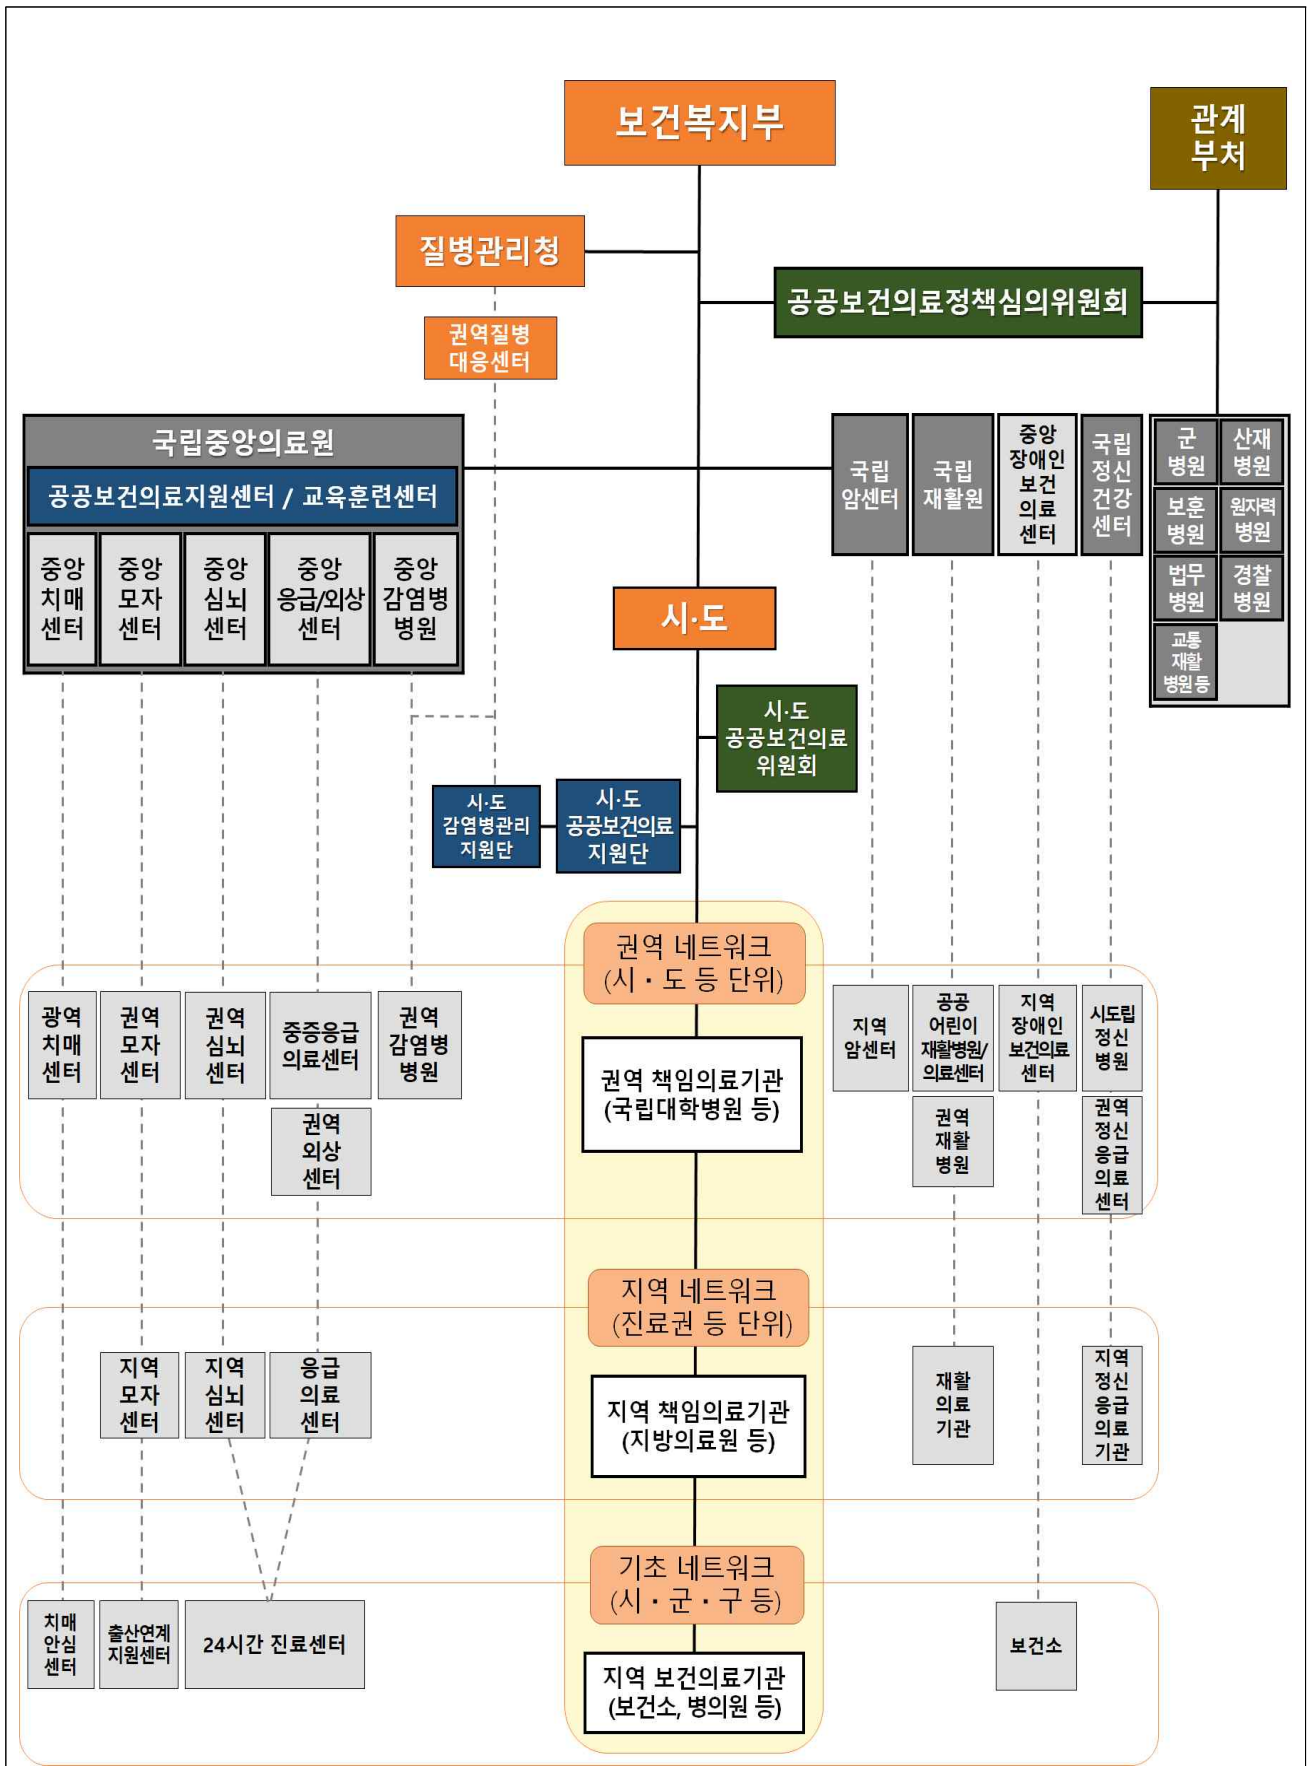 보건복지부
관계
부처
질병관리청
공공보건의료정책심의위원회
권역질병
대응센터
국립중앙의료원
공공보건의료지원센터 / 교육훈련센터
중앙
치매
센터
중앙
모자
센터
중앙
심뇌
센터
중앙
응급/외상
센터
중앙
감염병
병원
국립
암센터
국립
재활원
중앙
장애인
보건
의료
센터
국립
정신
건강
센터
군
병원
산재
병원
보훈
병원
원자력
병원
법무
병원
경찰
병원
교통
재활
병원 등
시·도
시·도
공공보건의료
위원회
시·도
감염병관리
지원단
시·도
공공보건의료
지원단
권역 네트워크
(시·도 등 단위)
광역
치매
센터
권역
모자
센터
권역
심뇌
센터
중증응급
의료센터
권역
감염병
병원
권역
외상
센터
권역 책임의료기관
(국립대학병원 등)
지역
암센터
공공
어린이
재활병원/
의료센터
지역
장애인
보건의료
센터
시도립
정신
병원
권역
재활
병원
권역
정신
응급
의료
센터
지역 네트워크
(진료권 등 단위)
지역
모자
센터
지역
심뇌
센터
응급
의료
센터
지역 책임의료기관
(지방의료원 등)
재활
의료
기관
지역
정신
응급
의료
기관
기초 네트워크
(시·군·구 등)
치매
안심
센터
출산연계
지원센터
24시간 진료센터
지역 보건의료기관
(보건소, 병의원 등)
보건소